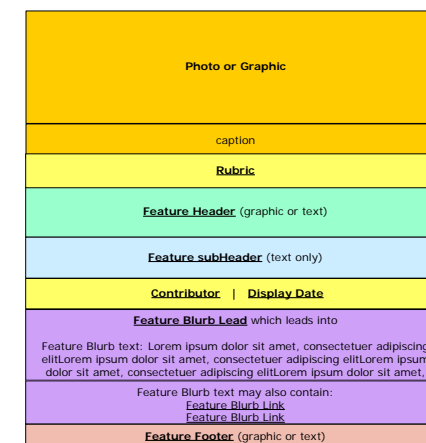 Photo or Graphic
caption
Rubric
Feature Header (graphic or text)
Feature subHeader (text only)
Contributor | Display Date
Feature Blurb Lead which leads into
Feature Blurb text: Lorem ipsum dolor sit amet, consectetuer adipiscing
elitLorem ipsum dolor sit amet, consectetuer adipiscing elitLorem ipsum
dolor sit amet, consectetuer adipiscing elitLorem ipsum dolor sit amet,
Feature Blurb text may also contain:
Feature Blurb Link
Feature Blurb Link
Feature Footer (graphic or text)